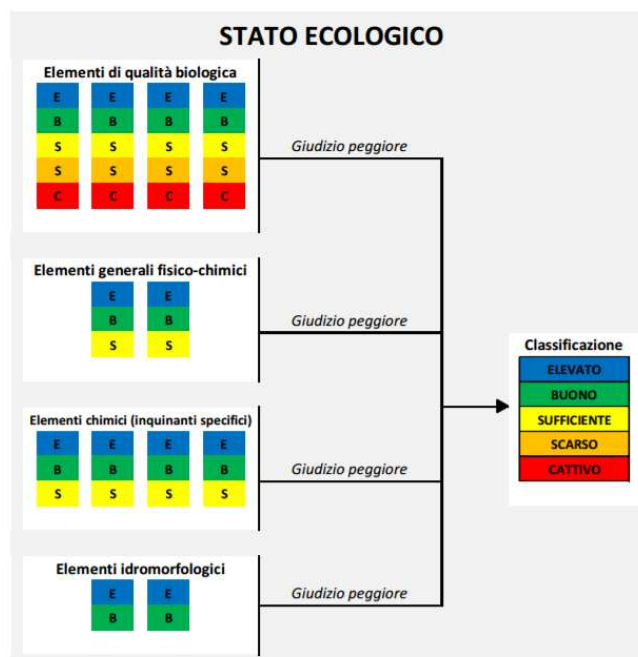 STATO ECOLOGICO
Elementi di qualità biologica
E E E E
B B B B
S S S S
S S S S
C C C C
Giudizio peggiore
Elementi generali fisico-chimici
E E
B B
S S
Giudizio peggiore
Elementi chimici (inquinanti specifici)
E E E E
B B B B
S S S S
Giudizio peggiore
Elementi idromorfologici
E E
B B
Giudizio peggiore
Classificazione
ELEVATO
BUONO
SUFFICIENTE
SCARSO
CATTIVO